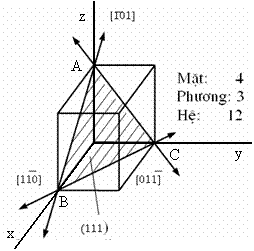 z
[1̄01]
A
Mặt: 4
Phương: 3
Hệ: 12
C
y
[11̄0]
[011̄]
B
x
(111)